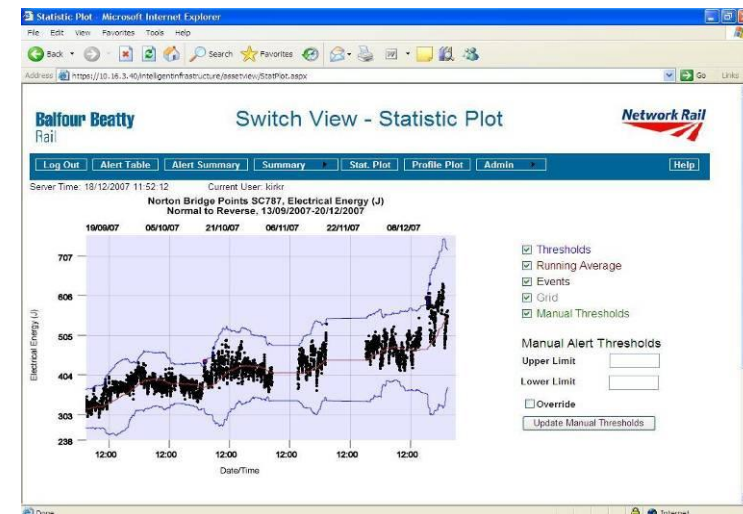 Statistic Plot - Microsoft Internet Explorer
File Edit View Favorites Tools Help
Back Search Favorites
Address https://10.16.3.40/inteligentinfrastucture/assetview/StatPlot.aspx Go Links
Balfour Beatty
Rail
Switch View - Statistic Plot
Network Rail
Log Out Alert Table Alert Summary Summary Stat. Plot Profile Plot Admin Help
Server Time: 18/12/2007 11:52:12 Current User: kirkr
Norton Bridge Points SC787, Electrical Energy (J)
Normal to Reverse, 13/09/2007-20/12/2007
19/09/07 05/10/07 21/10/07 06/11/07 22/11/07 08/12/07
707
606
505
404
303
238
Electrical Energy (J)
12:00 12:00 12:00 12:00 12:00 12:00
Date/Time
Thresholds
Running Average
Events
Grid
Manual Thresholds
Manual Alert Thresholds
Upper Limit
Lower Limit
Override
Update Manual Thresholds
Done Internet